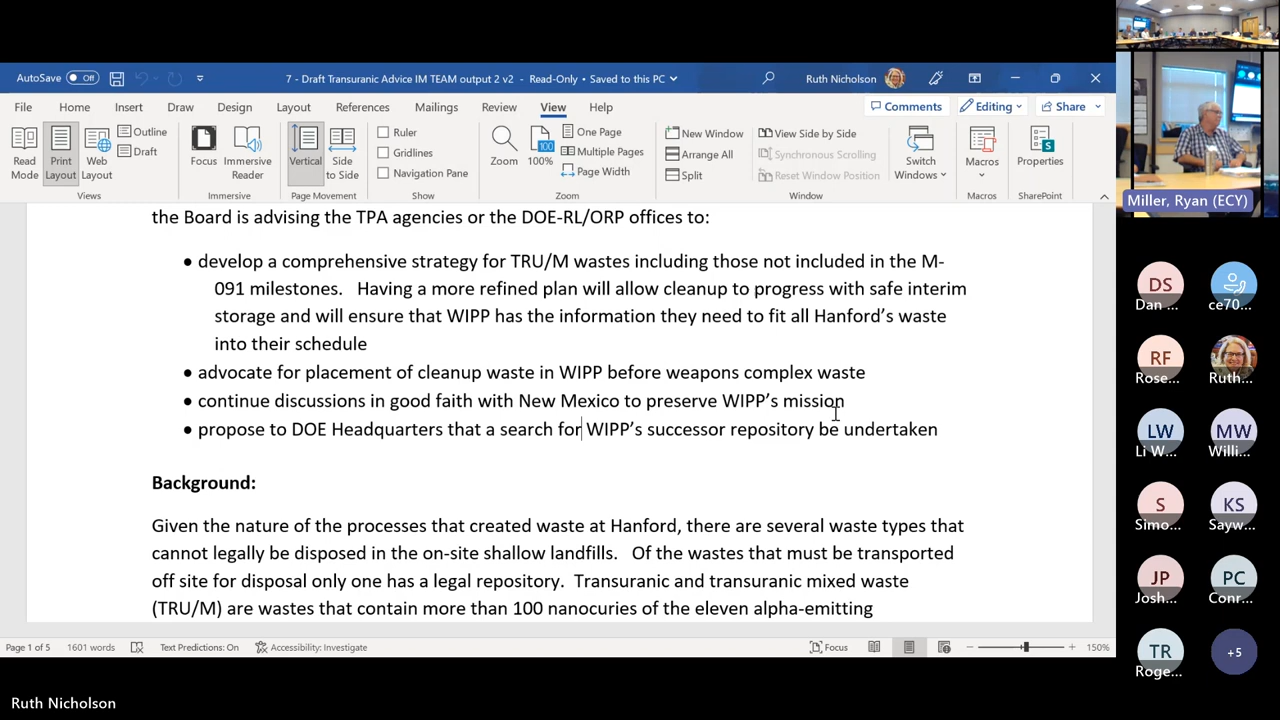 AutoSave Off 7 - Draft Transuranic Advice IM TEAM output 2 v2 - Read-Only • Saved to this PC Ruth Nicholson
File Home Insert Draw Design Layout References Mailings Review View Help Comments Editing Share
Read Mode
Print Layout
Web Layout
Outline
Draft
Views
Focus
Immersive Reader
Immersive
Vertical
Side to Side
Page Movement
Ruler
Gridlines
Navigation Pane
Show
Zoom
100
100%
One Page
Multiple Pages
Page Width
Zoom
New Window
Arrange All
Split
View Side by Side
Synchronous Scrolling
Reset Window Position
Switch Windows
Window
Macros
Macros
Properties
SharePoint
the Board is advising the TPA agencies or the DOE-RL/ORP offices to:
• develop a comprehensive strategy for TRU/M wastes including those not included in the M-
091 milestones. Having a more refined plan will allow cleanup to progress with safe interim
storage and will ensure that WIPP has the information they need to fit all Hanford's waste
into their schedule
• advocate for placement of cleanup waste in WIPP before weapons complex waste
• continue discussions in good faith with New Mexico to preserve WIPP's mission
• propose to DOE Headquarters that a search for WIPP's successor repository be undertaken
Background:
Given the nature of the processes that created waste at Hanford, there are several waste types that
cannot legally be disposed in the on-site shallow landfills. Of the wastes that must be transported
off site for disposal only one has a legal repository. Transuranic and transuranic mixed waste
(TRU/M) are wastes that contain more than 100 nanocuries of the eleven alpha-emitting
Page 1 of 5 1601 words Text Predictions: On Accessibility: Investigate Focus 150%
Ruth Nicholson
Miller, Ryan (ECY)
DS
Dan ...
ce70...
RF
Rose...
Ruth...
LW
Li W...
MW
Willi...
S
Simo...
KS
Sayw...
JP
Josh...
PC
Conr...
TR
Roge...
+5